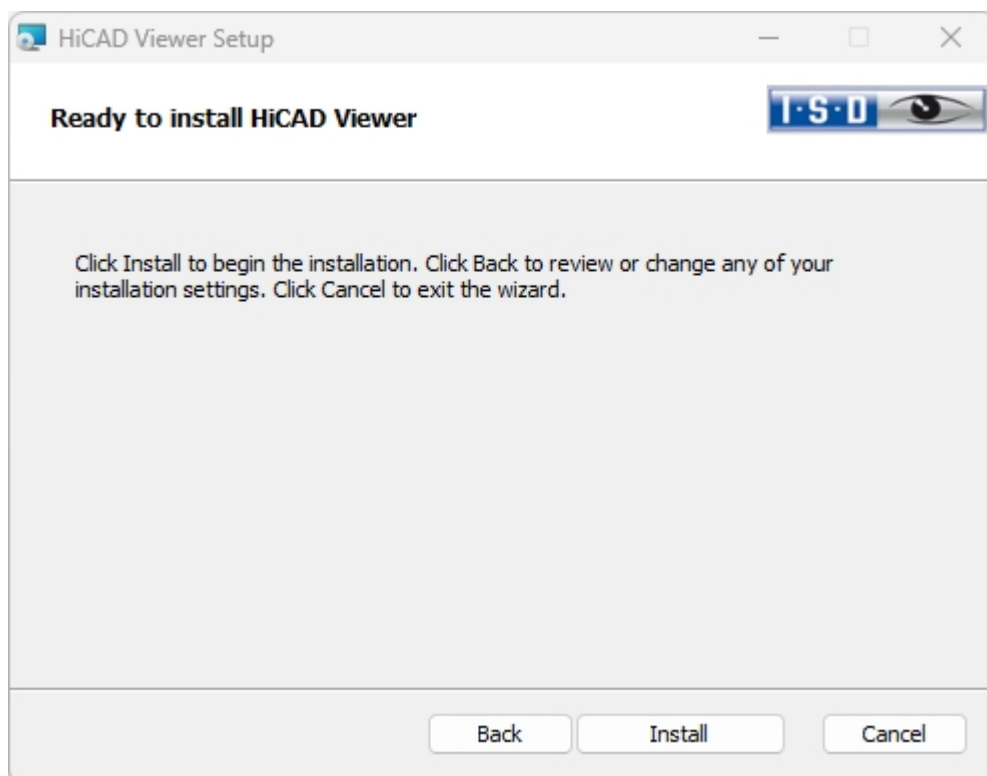 HiCAD Viewer Setup
Ready to install HiCAD Viewer
I·S·D
Click Install to begin the installation. Click Back to review or change any of your
installation settings. Click Cancel to exit the wizard.
Back
Install
Cancel